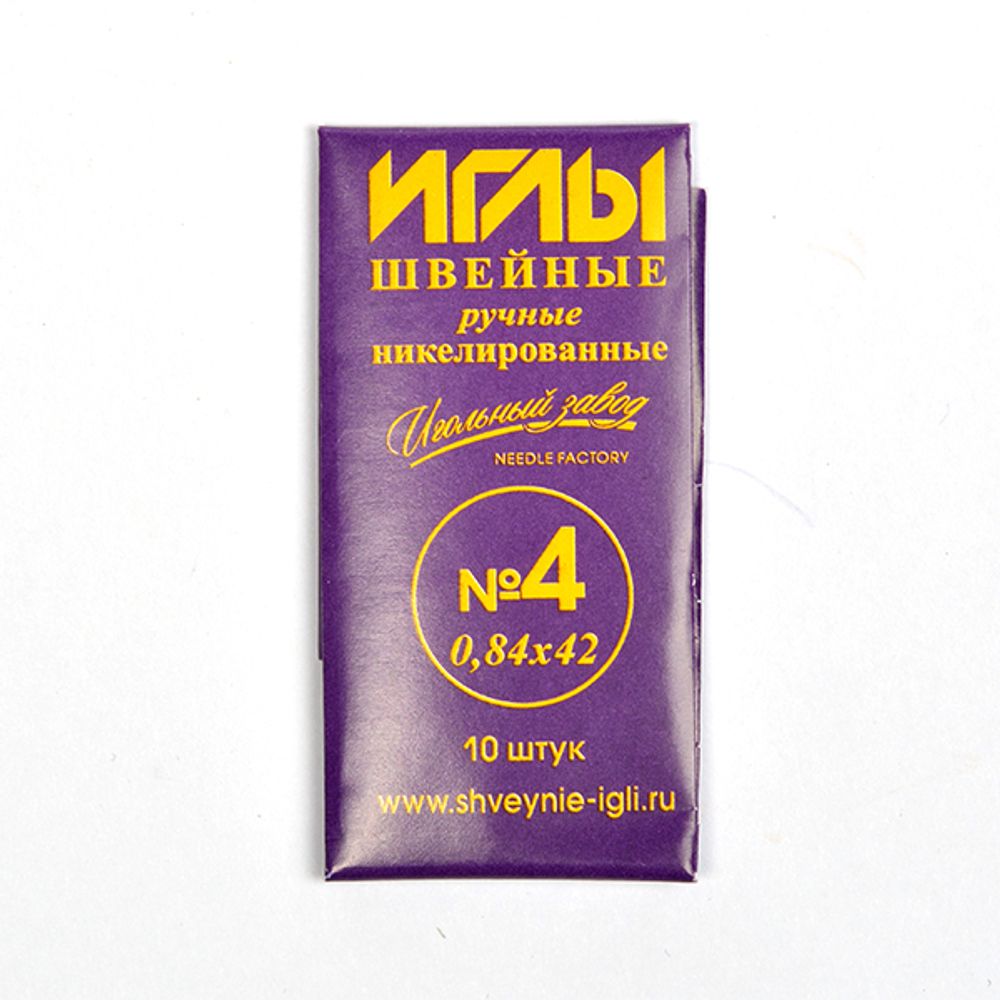 ИГЛЫ
ШВЕЙНЫЕ
ручные
никелированные
Игольный завод
NEEDLE FACTORY
№4
0,84x42
10 штук
www.shveynie-igli.ru